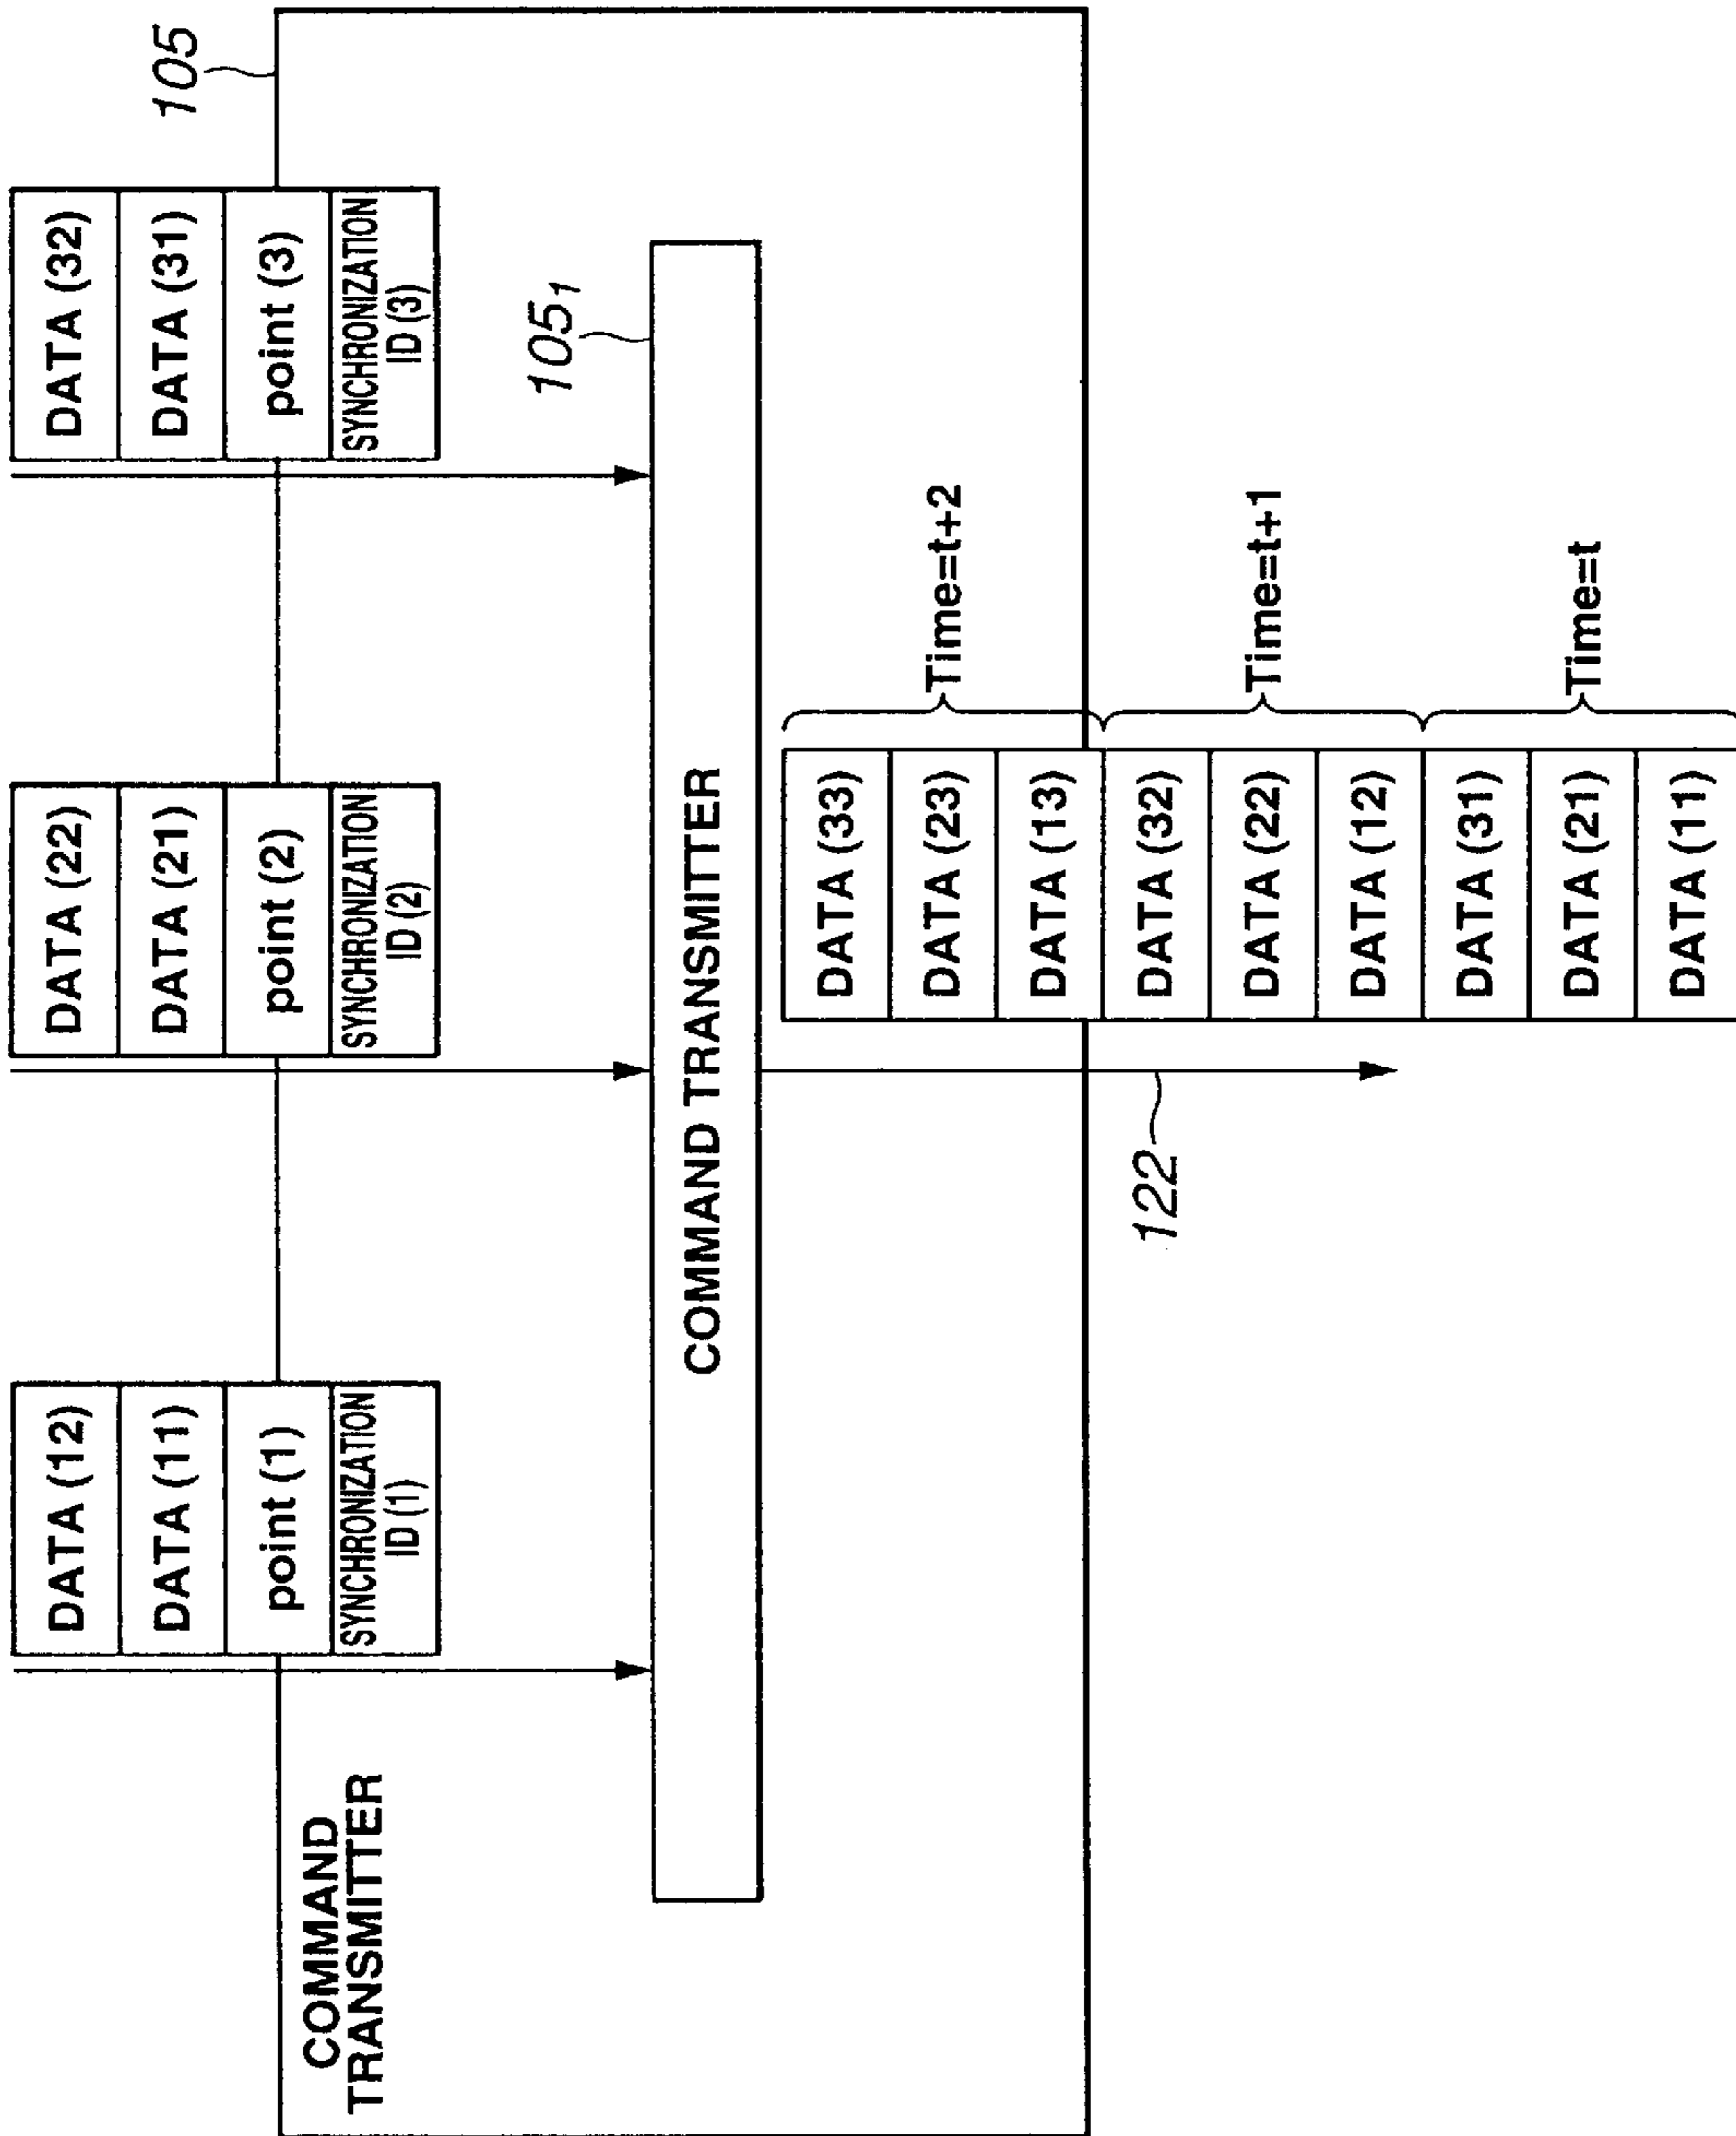 105
DATA (12)
DATA (11)
point (1)
SYNCHRONIZATION
ID (1)
DATA (22)
DATA (21)
point (2)
SYNCHRONIZATION
ID (2)
DATA (32)
DATA (31)
point (3)
SYNCHRONIZATION
ID (3)
COMMAND
TRANSMITTER
105₁
COMMAND TRANSMITTER
DATA (33)
DATA (23)
DATA (13)
Time=t+2
DATA (32)
DATA (22)
DATA (12)
Time=t+1
DATA (31)
DATA (21)
DATA (11)
Time=t
122